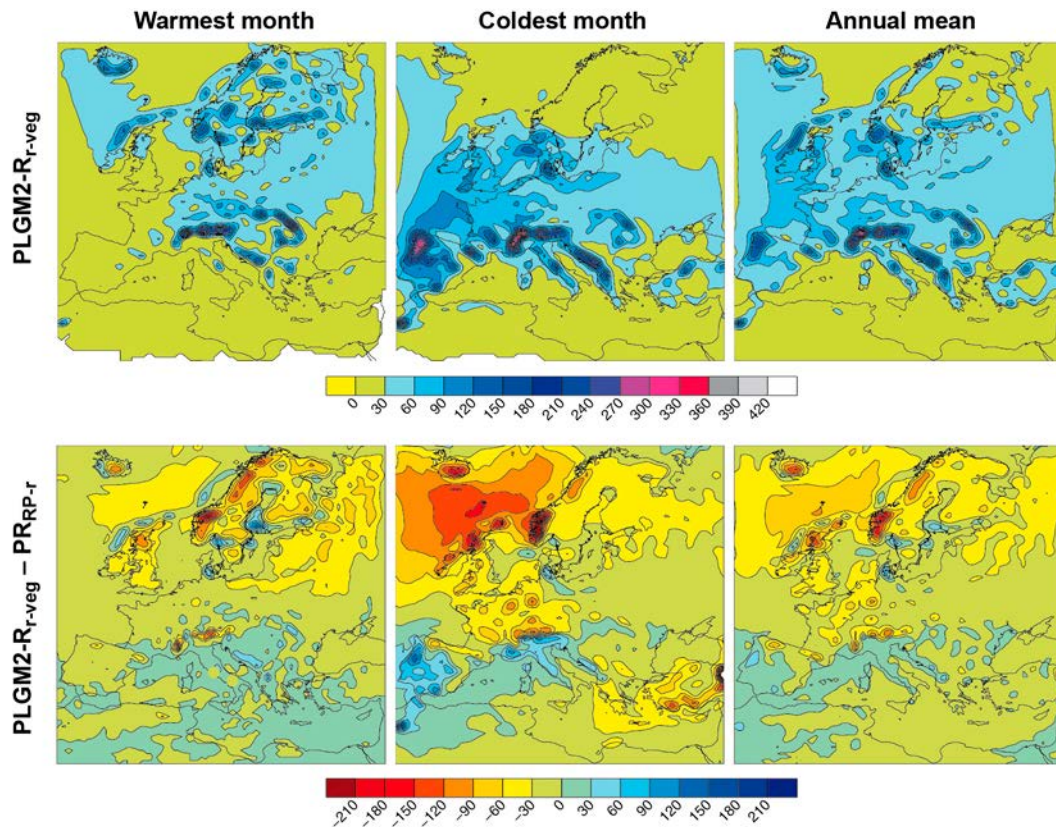 Warmest month Coldest month Annual mean
PLGM2-Rr-veg
0 30 60 90 120 150 180 210 240 270 300 330 360 390 420
PLGM2-Rr-veg – PRRP-r
-210 -180 -150 -120 -90 -60 -30 0 30 60 90 120 150 180 210